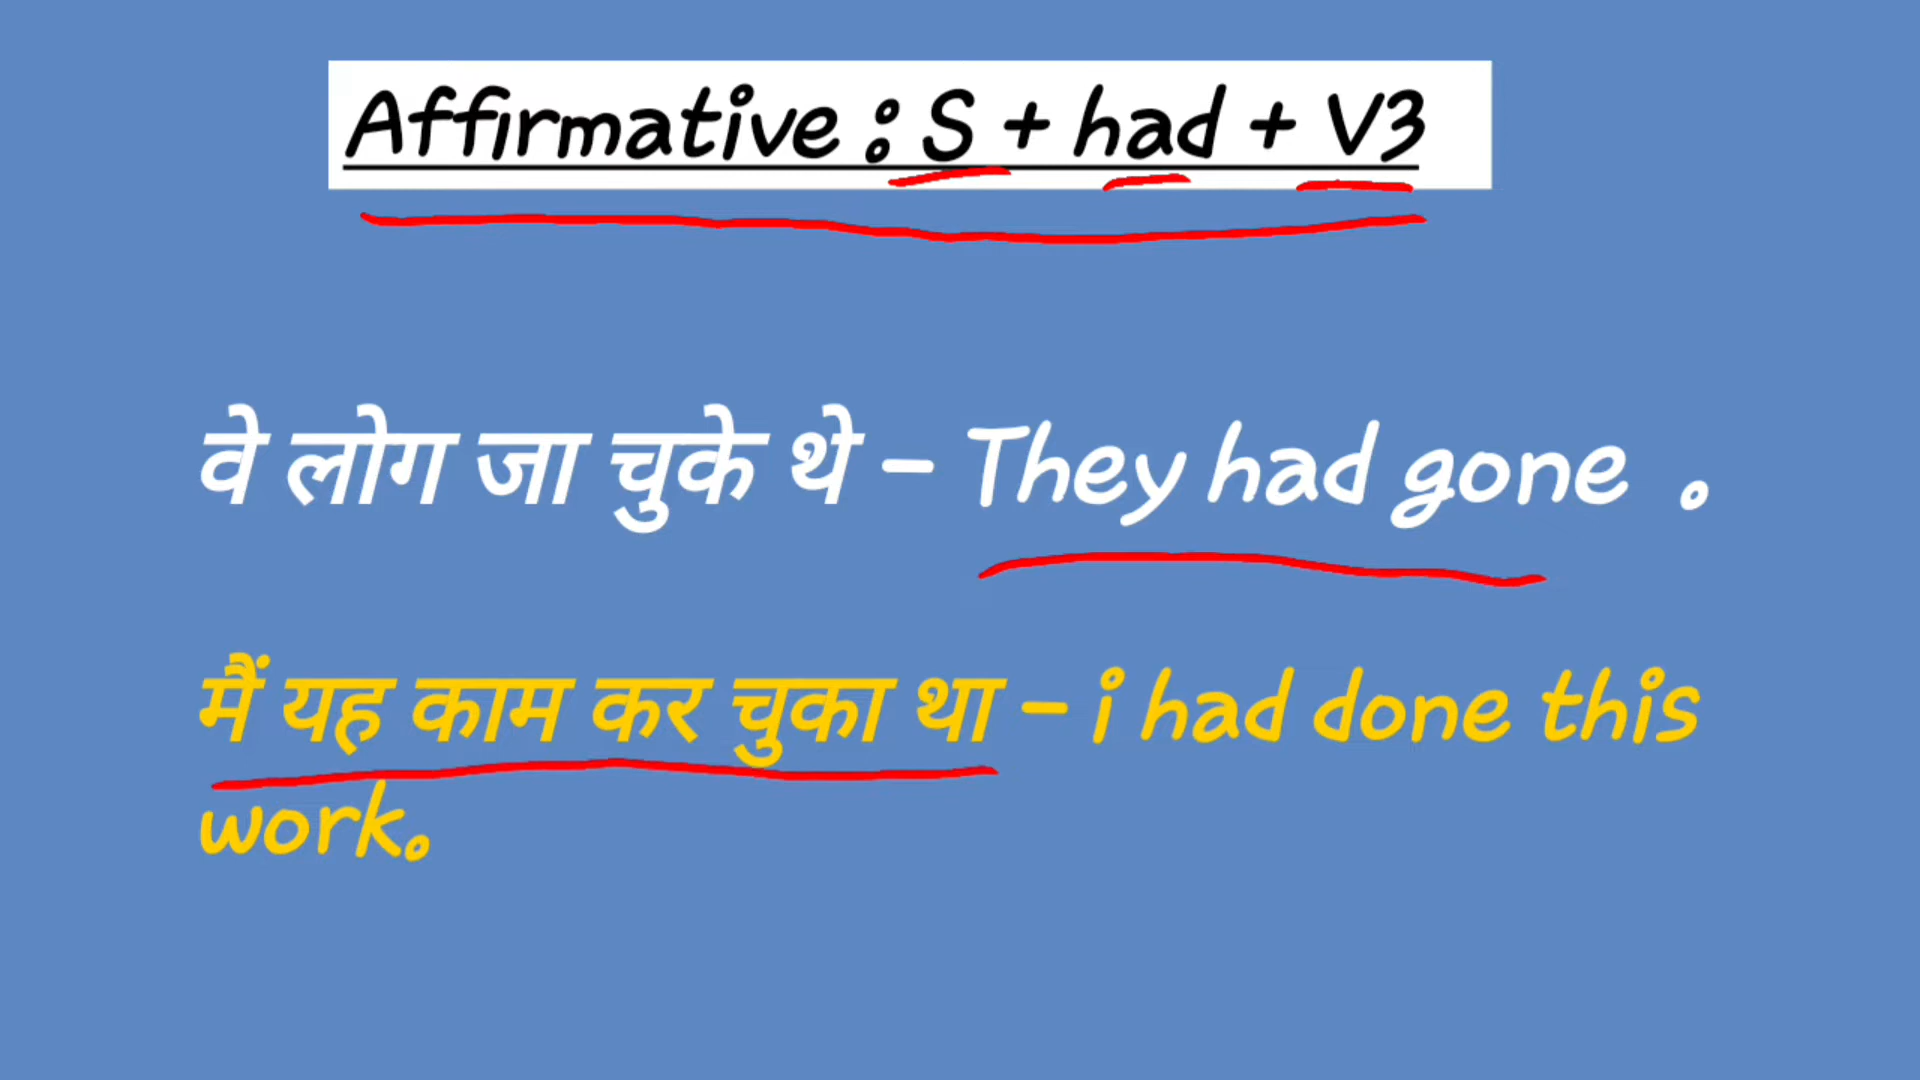 Affirmative : S + had + V3
वे लोग जा चुके थे - They had gone .
मैं यह काम कर चुका था - i had done this
work.